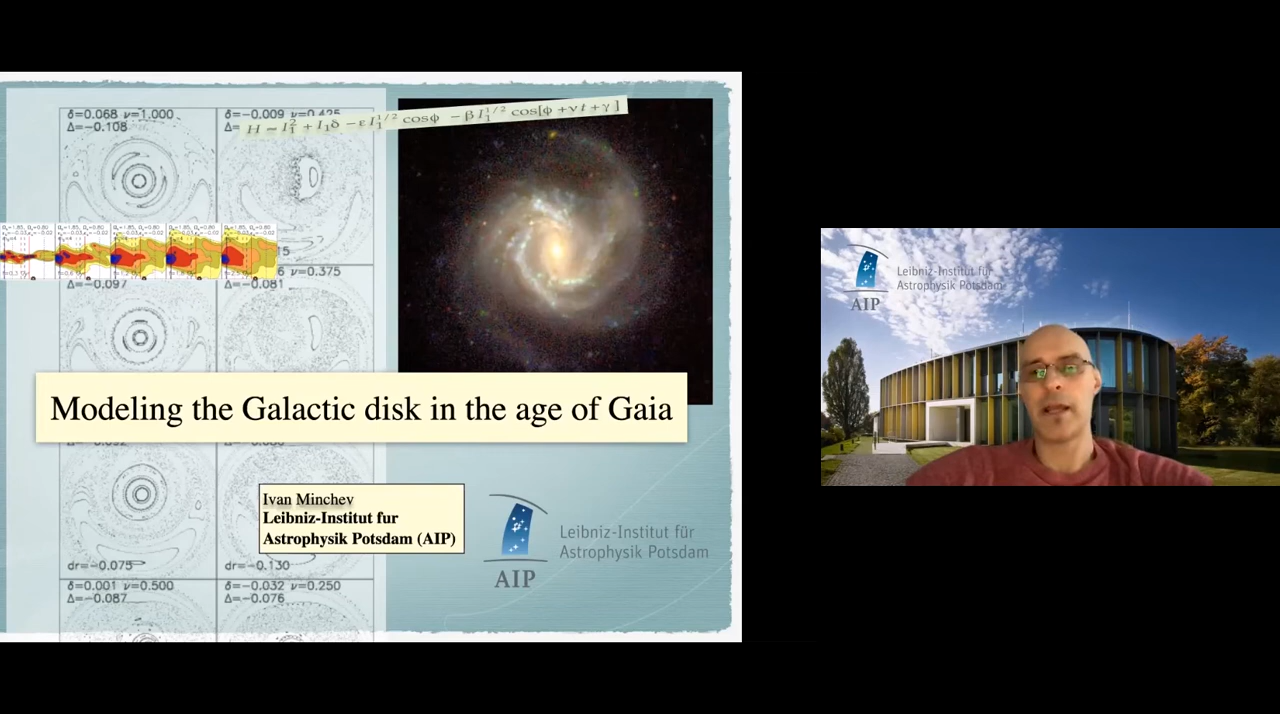 δ=0.068 ν=1.000
Δ=-0.108
δ=-0.009 ν=0.425
Δ=
H = I₁² + I₁δ -εI₁^1/2 cosϕ -βI₁^1/2 cos[ϕ+νt+γ]
ν=0.375
Δ=-0.097
Δ=-0.081
Modeling the Galactic disk in the age of Gaia
Ivan Minchev
Leibniz-Institut fur
Astrophysik Potsdam (AIP)
Leibniz-Institut für
Astrophysik Potsdam
AIP
dr=-0.075
dr=-0.130
δ=0.001 ν=0.500
Δ=-0.087
δ=-0.032 ν=0.250
Δ=-0.076
Leibniz-Institut für
Astrophysik Potsdam
AIP